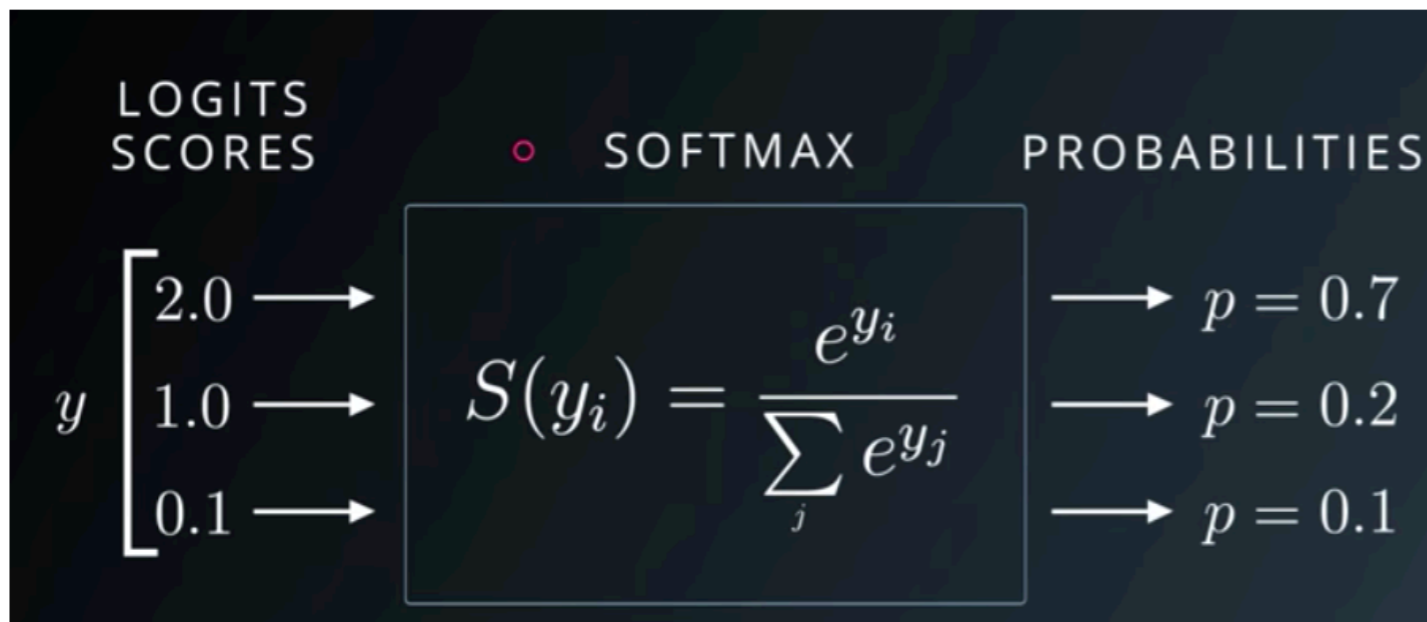 LOGITS
SCORES
SOFTMAX
PROBABILITIES
y
2.0
1.0
0.1
S(y_i) = e^{y_i} / ∑_j e^{y_j}
p = 0.7
p = 0.2
p = 0.1